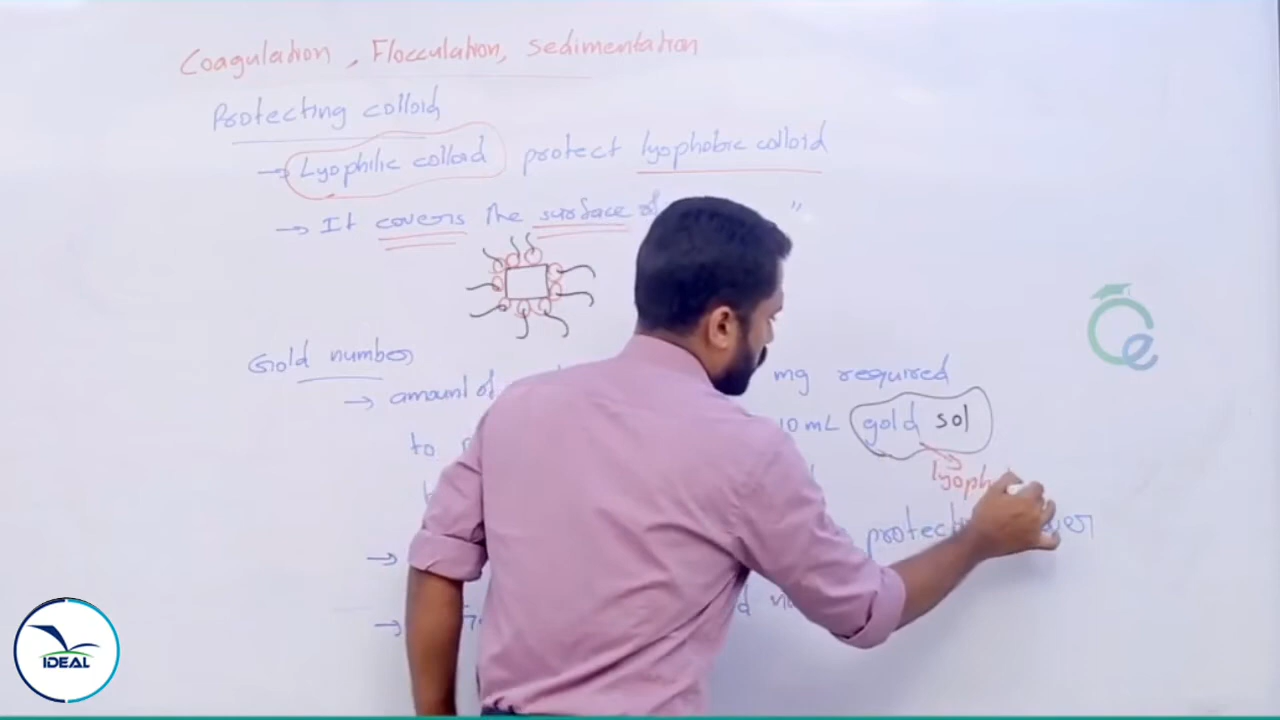 Coagulation, Flocculation, Sedimentation
Protecting colloid
→ Lyophilic colloid protect lyophobic colloid
→ It covers the surface of "
Gold number
→ amount of mg required
to 10 mL gold sol
lyoph
protect
→
→
IDEAL
e